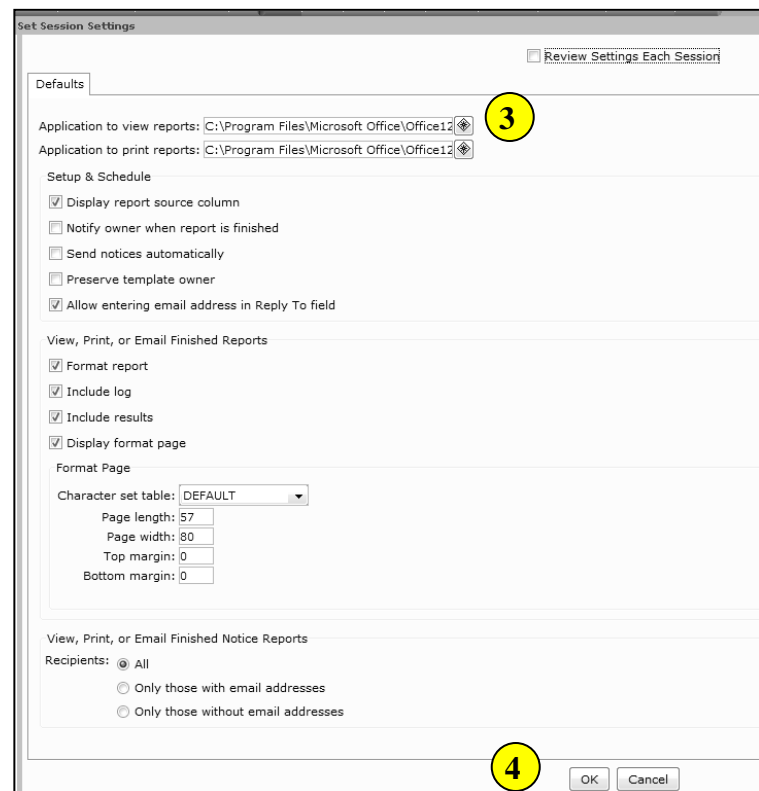 Set Session Settings
Review Settings Each Session
Defaults
3
Application to view reports: C:\Program Files\Microsoft Office\Office12
Application to print reports: C:\Program Files\Microsoft Office\Office12
Setup & Schedule
Display report source column
Notify owner when report is finished
Send notices automatically
Preserve template owner
Allow entering email address in Reply To field
View, Print, or Email Finished Reports
Format report
Include log
Include results
Display format page
Format Page
Character set table: DEFAULT
Page length: 57
Page width: 80
Top margin: 0
Bottom margin: 0
View, Print, or Email Finished Notice Reports
Recipients: All
Only those with email addresses
Only those without email addresses
4
OK Cancel